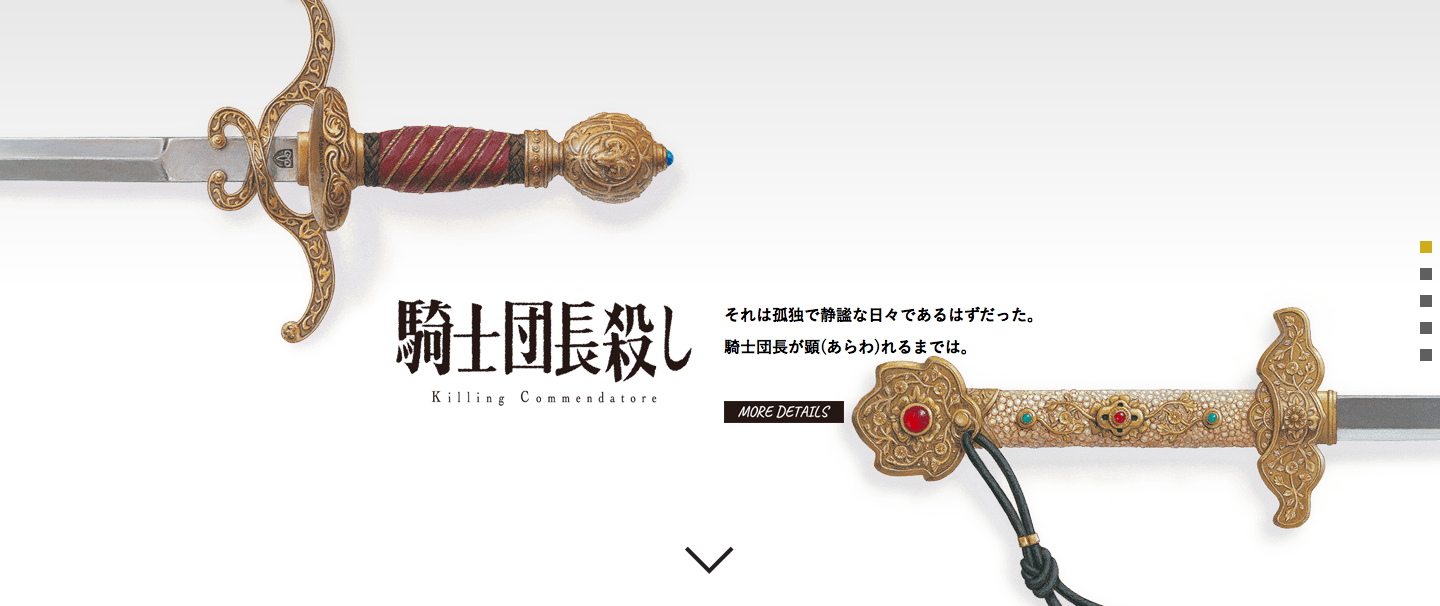 騎士団長殺し
Killing Commendatore
それは孤独で静謐な日々であるはずだった。
騎士団長が顕(あらわ)れるまでは。
MORE DETAILS